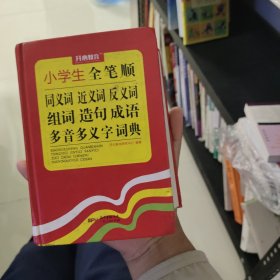 开心教育
小学生 全笔顺
同义词 近义词 反义词
组词 造句 成语
多音多义字词典